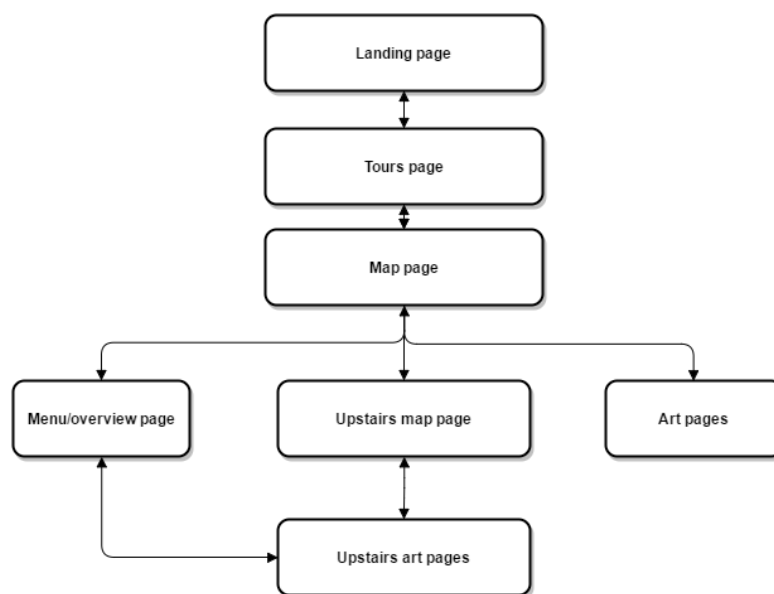 Landing page
Tours page
Map page
Menu/overview page
Upstairs map page
Art pages
Upstairs art pages